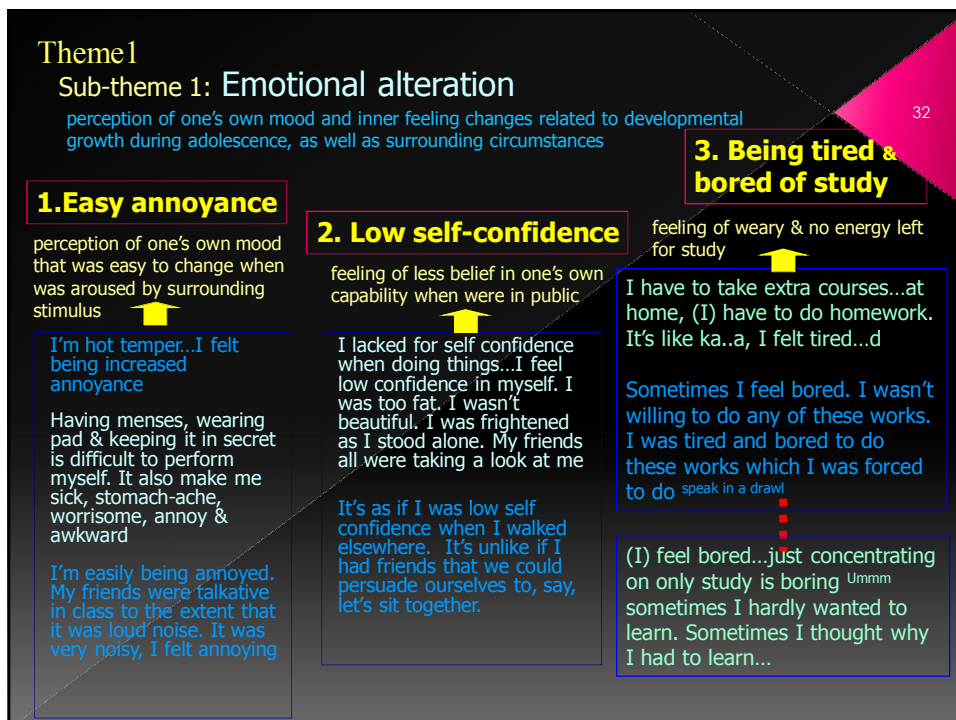 Theme1
Sub-theme 1: Emotional alteration
perception of one's own mood and inner feeling changes related to developmental
growth during adolescence, as well as surrounding circumstances
32
1.Easy annoyance
perception of one's own mood
that was easy to change when
was aroused by surrounding
stimulus
I'm hot temper...I felt
being increased
annoyance
Having menses, wearing
pad & keeping it in secret
is difficult to perform
myself. It also make me
sick, stomach-ache,
worrisome, annoy &
awkward
I'm easily being annoyed.
My friends were talkative
in class to the extent that
it was loud noise. It was
very noisy, I felt annoying
2. Low self-confidence
feeling of less belief in one's own
capability when were in public
I lacked for self confidence
when doing things...I feel
low confidence in myself. I
was too fat. I wasn't
beautiful. I was frightened
as I stood alone. My friends
all were taking a look at me
It's as if I was low self
confidence when I walked
elsewhere.  It's unlike if I
had friends that we could
persuade ourselves to, say,
let's sit together.
3. Being tired &
bored of study
feeling of weary & no energy left
for study
I have to take extra courses...at
home, (I) have to do homework.
It's like ka..a, I felt tired...d
Sometimes I feel bored. I wasn't
willing to do any of these works.
I was tired and bored to do
these works which I was forced
to do speak in a drawl
(I) feel bored...just concentrating
on only study is boring Ummm
sometimes I hardly wanted to
learn. Sometimes I thought why
I had to learn...